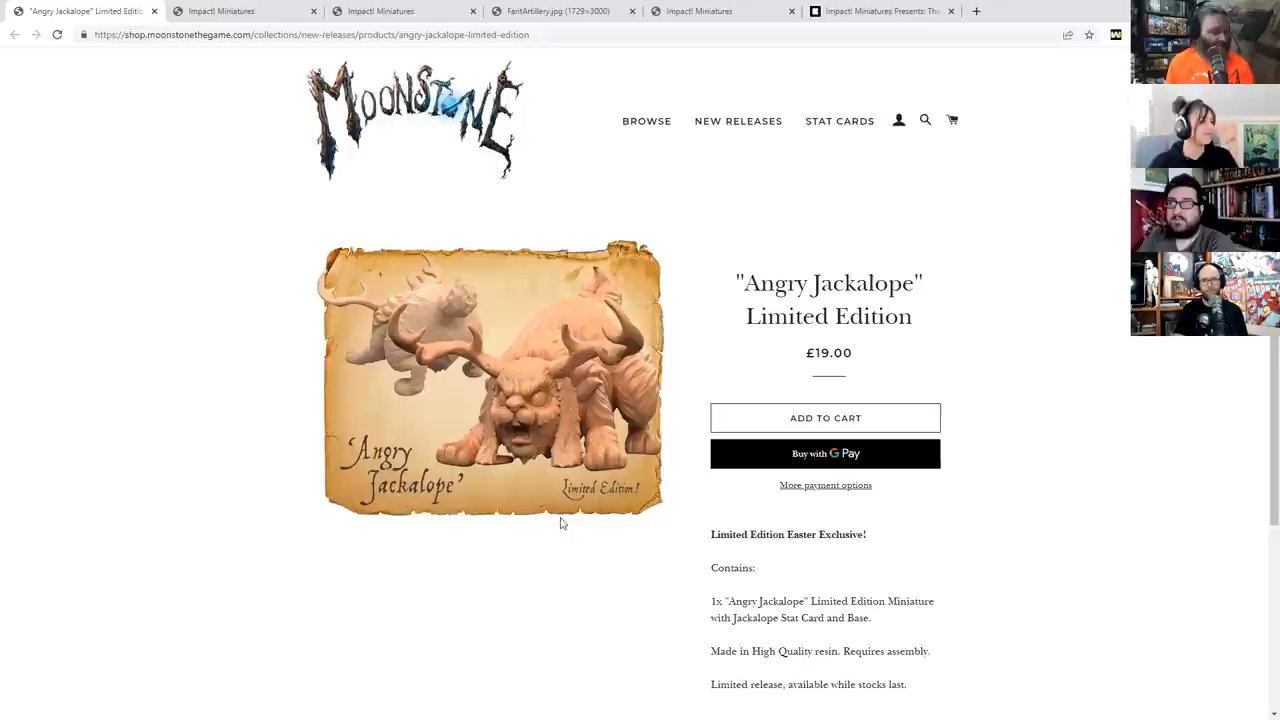 "Angry Jackalope" Limited Editi
Impact! Miniatures
Impact! Miniatures
FantArtillery.jpg (1729×3000)
Impact! Miniatures
Impact! Miniatures Presents: The
https://shop.moonstonethegame.com/collections/new-releases/products/angry-jackalope-limited-edition
MOONSTONE
BROWSE
NEW RELEASES
STAT CARDS
'Angry
Jackalope'
Limited Edition!
"Angry Jackalope"
Limited Edition
£19.00
ADD TO CART
Buy with G Pay
More payment options
Limited Edition Easter Exclusive!
Contains:
1x "Angry Jackalope" Limited Edition Miniature
with Jackalope Stat Card and Base.
Made in High Quality resin. Requires assembly.
Limited release, available while stocks last.